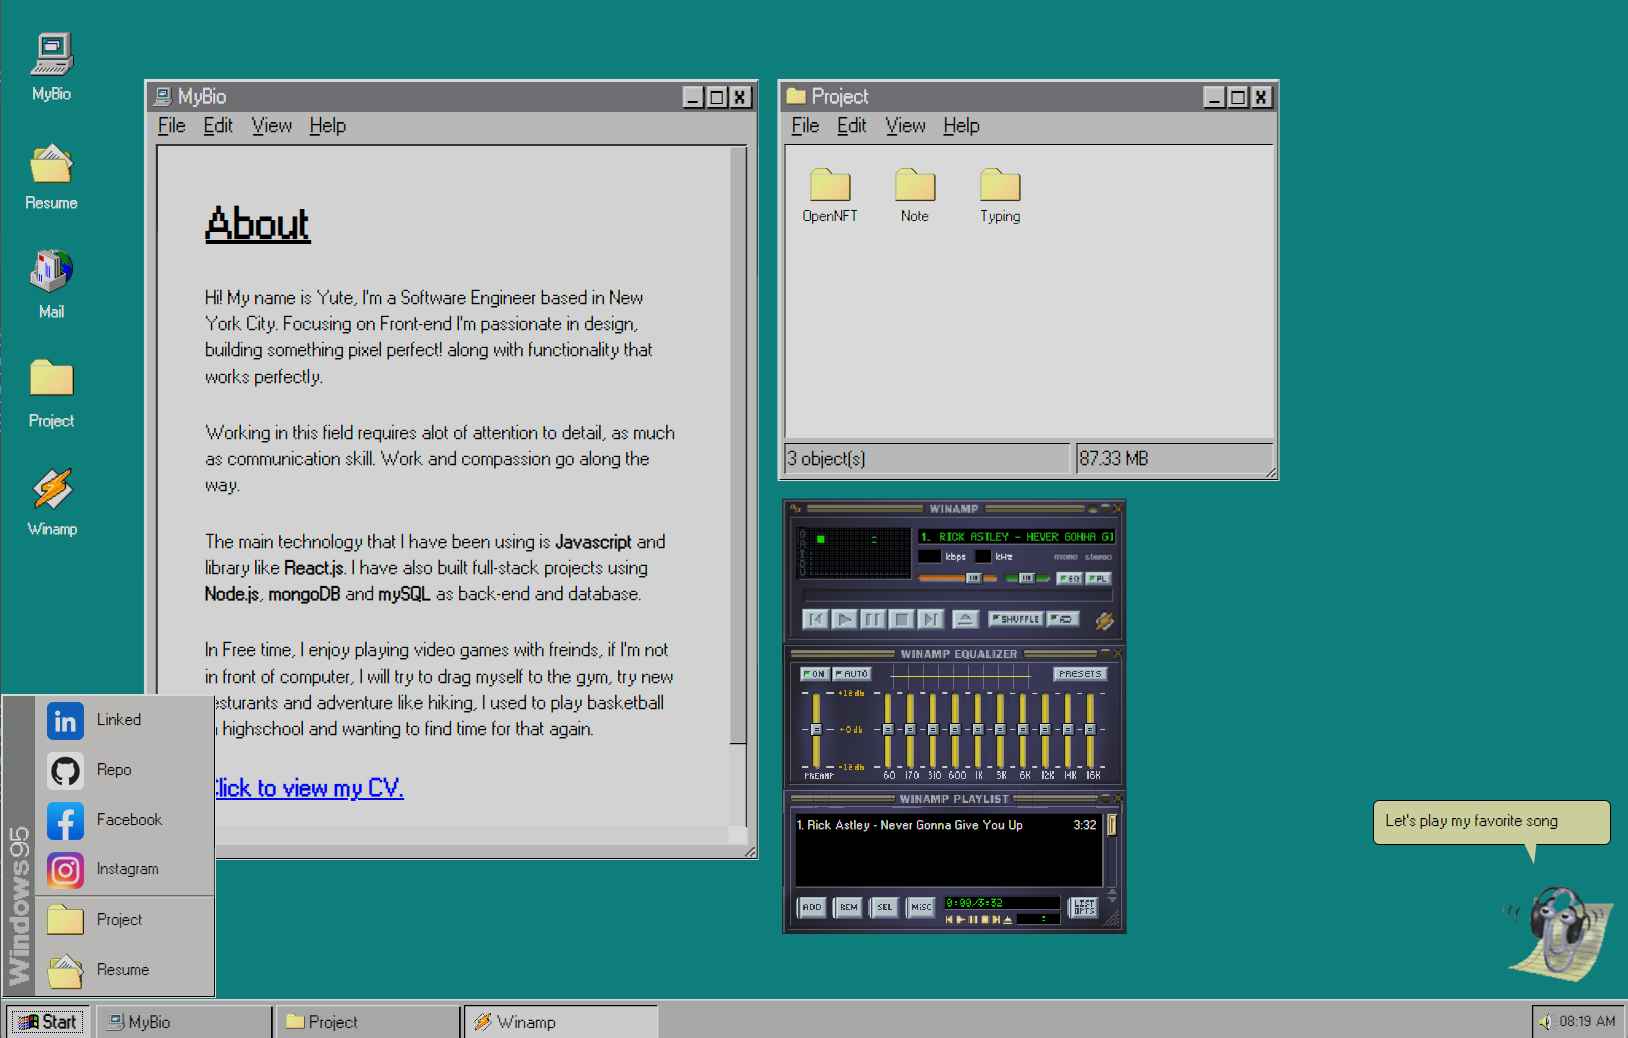 MyBio
Resume
Mail
Project
Winamp
MyBio
File Edit View Help
About
Hi! My name is Yute, I'm a Software Engineer based in New
York City. Focusing on Front-end I'm passionate in design,
building something pixel perfect! along with functionality that
works perfectly.
Working in this field requires alot of attention to detail, as much
as communication skill. Work and compassion go along the
way.
The main technology that I have been using is Javascript and
library like React.js. I have also built full-stack projects using
Node.js, mongoDB and mySQL as back-end and database.
In Free time, I enjoy playing video games with freinds, if I'm not
in front of computer, I will try to drag myself to the gym, try new
esturants and adventure like hiking, I used to play basketball
highschool and wanting to find time for that again.
Click to view my CV.
Project
File Edit View Help
OpenNFT Note Typing
3 object(s) 87.33 MB
WINAMP
1. RICK ASTLEY - NEVER GONNA GI
kbps kHz mono stereo
EQ PL
SHUFFLE
WINAMP EQUALIZER
ON AUTO PRESETS
+12 db
+0 db
-12 db
PREAMP 60 170 310 600 1K 3K 6K 12K 14K 16K
WINAMP PLAYLIST
1. Rick Astley - Never Gonna Give You Up 3:32
ADD REM SEL MISC 0:00/3:32 LIST
OPTS
Let's play my favorite song
Windows95
Linked
Repo
Facebook
Instagram
Project
Resume
Start MyBio Project Winamp 08:19 AM